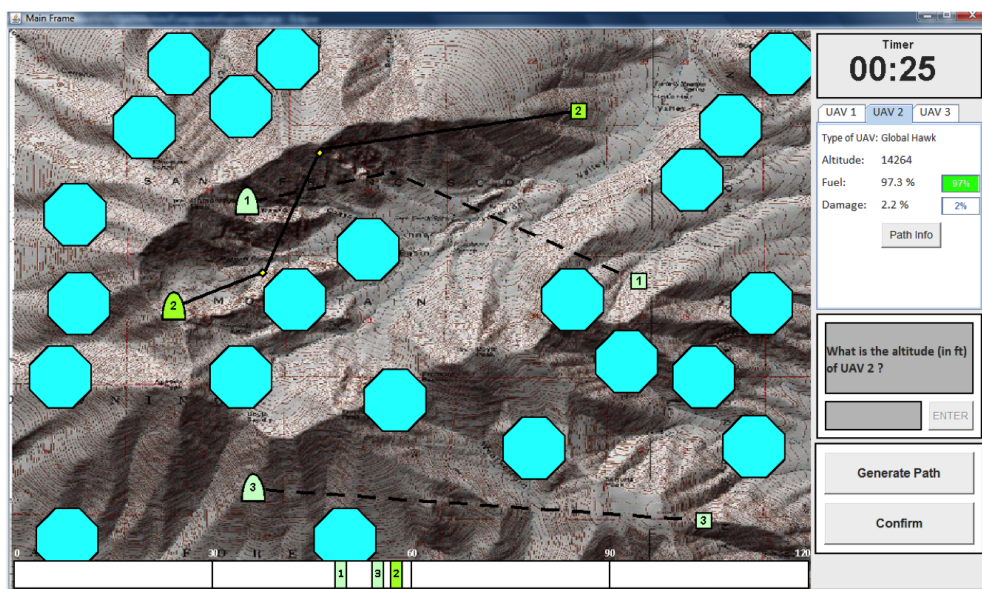 Main Frame
Timer
00:25
UAV 1 UAV 2 UAV 3
Type of UAV: Global Hawk
Altitude: 14264
Fuel: 97.3 % 97%
Damage: 2.2 % 2%
Path Info
What is the altitude (in ft)
of UAV 2 ?
ENTER
Generate Path
Confirm
2
1
1
2
3
3
0 30 60 90 120
1 3 2